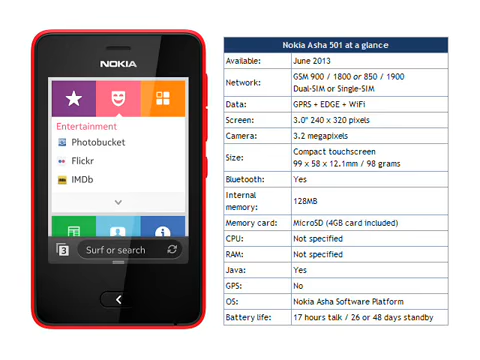 NOKIA
Entertainment
Photobucket
Flickr
IMDb
3
Surf or search
Nokia Asha 501 at a glance
Available: June 2013
Network: GSM 900 / 1800 or 850 / 1900
Dual-SIM or Single-SIM
Data: GPRS + EDGE + WiFi
Screen: 3.0" 240 x 320 pixels
Camera: 3.2 megapixels
Size: Compact touchscreen
99 x 58 x 12.1mm / 98 grams
Bluetooth: Yes
Internal
memory: 128MB
Memory card: MicroSD (4GB card included)
CPU: Not specified
RAM: Not specified
Java: Yes
GPS: No
OS: Nokia Asha Software Platform
Battery life: 17 hours talk / 26 or 48 days standby